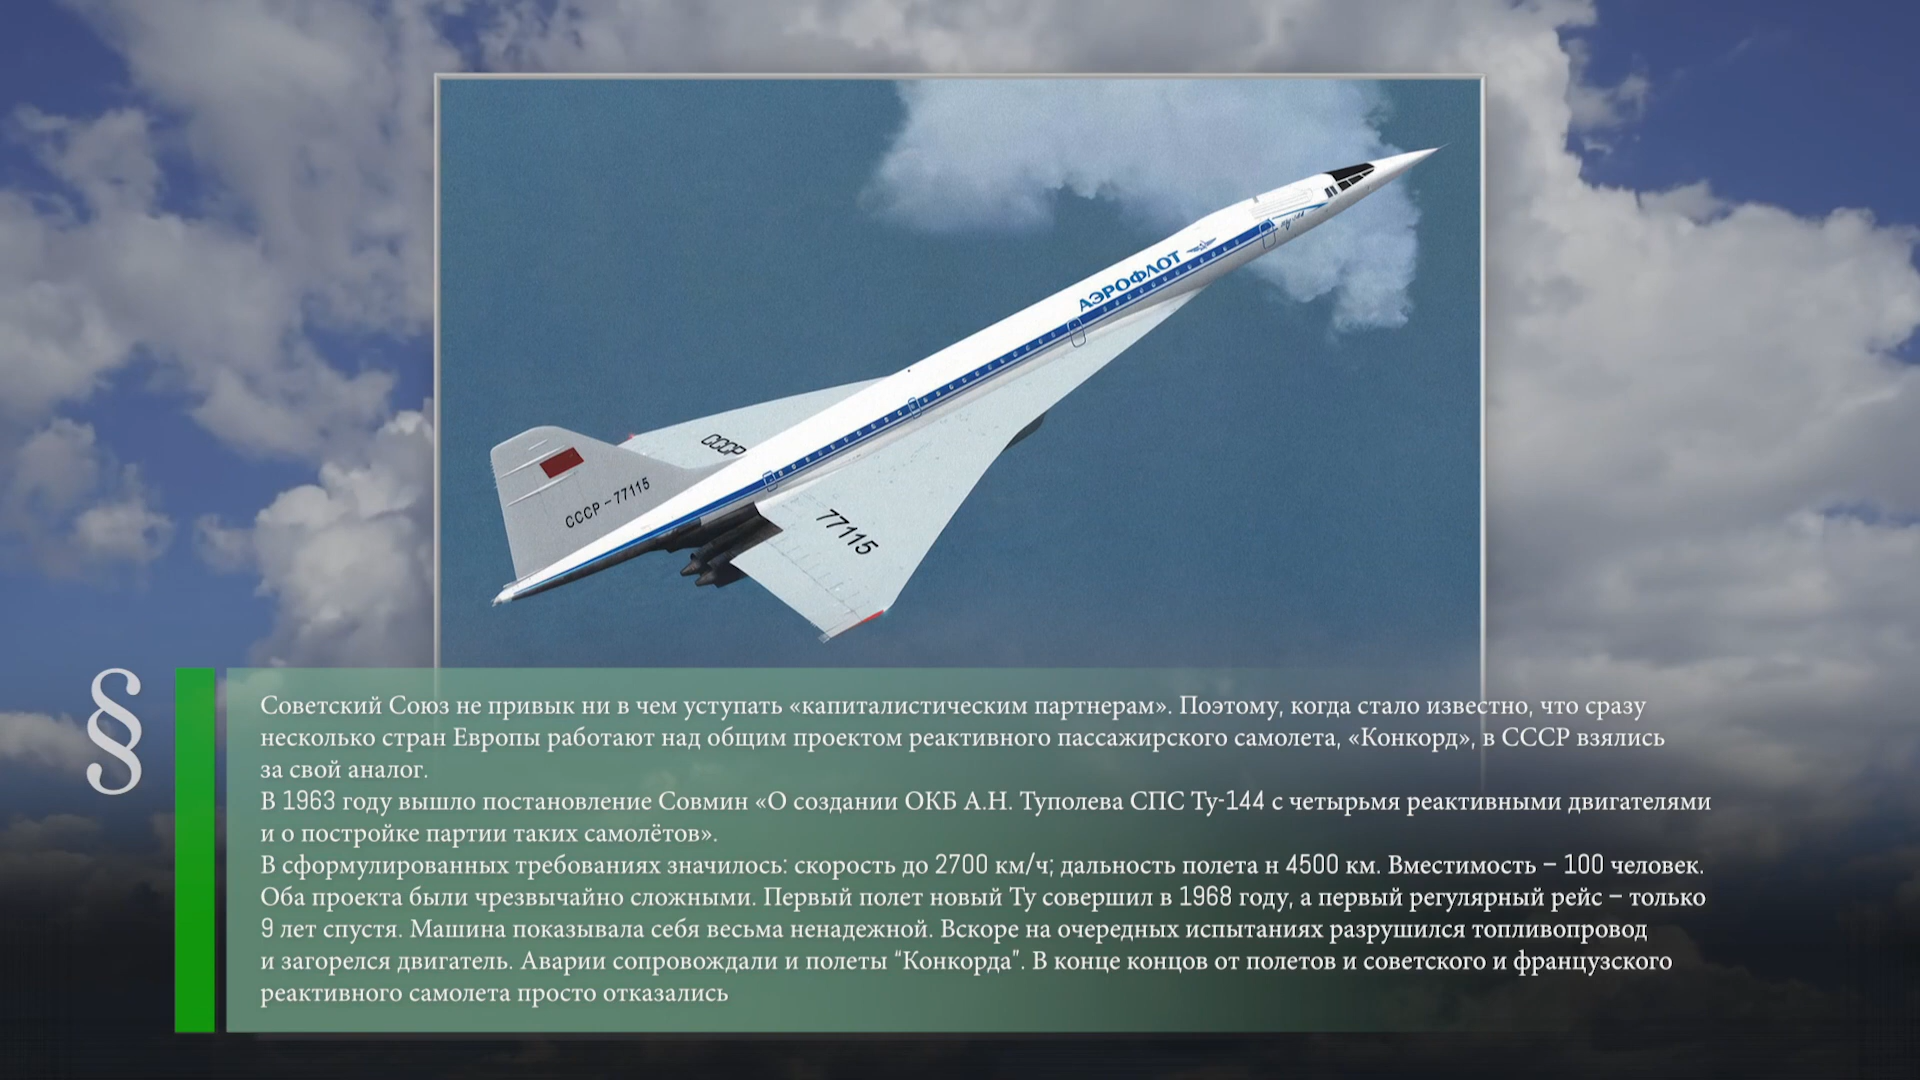 ту-144
АЭРОФЛОТ
СССР
СССР-77115
77115
§
Советский Союз не привык ни в чем уступать «капиталистическим партнерам». Поэтому, когда стало известно, что сразу
несколько стран Европы работают над общим проектом реактивного пассажирского самолета, «Конкорд», в СССР взялись
за свой аналог.
В 1963 году вышло постановление Совмин «О создании ОКБ А.Н. Туполева СПС Ту-144 с четырьмя реактивными двигателями
и о постройке партии таких самолётов».
В сформулированных требованиях значилось: скорость до 2700 км/ч; дальность полета н 4500 км. Вместимость – 100 человек.
Оба проекта были чрезвычайно сложными. Первый полет новый Ту совершил в 1968 году, а первый регулярный рейс – только
9 лет спустя. Машина показывала себя весьма ненадежной. Вскоре на очередных испытаниях разрушился топливопровод
и загорелся двигатель. Аварии сопровождали и полеты “Конкорда”. В конце концов от полетов и советского и французского
реактивного самолета просто отказались